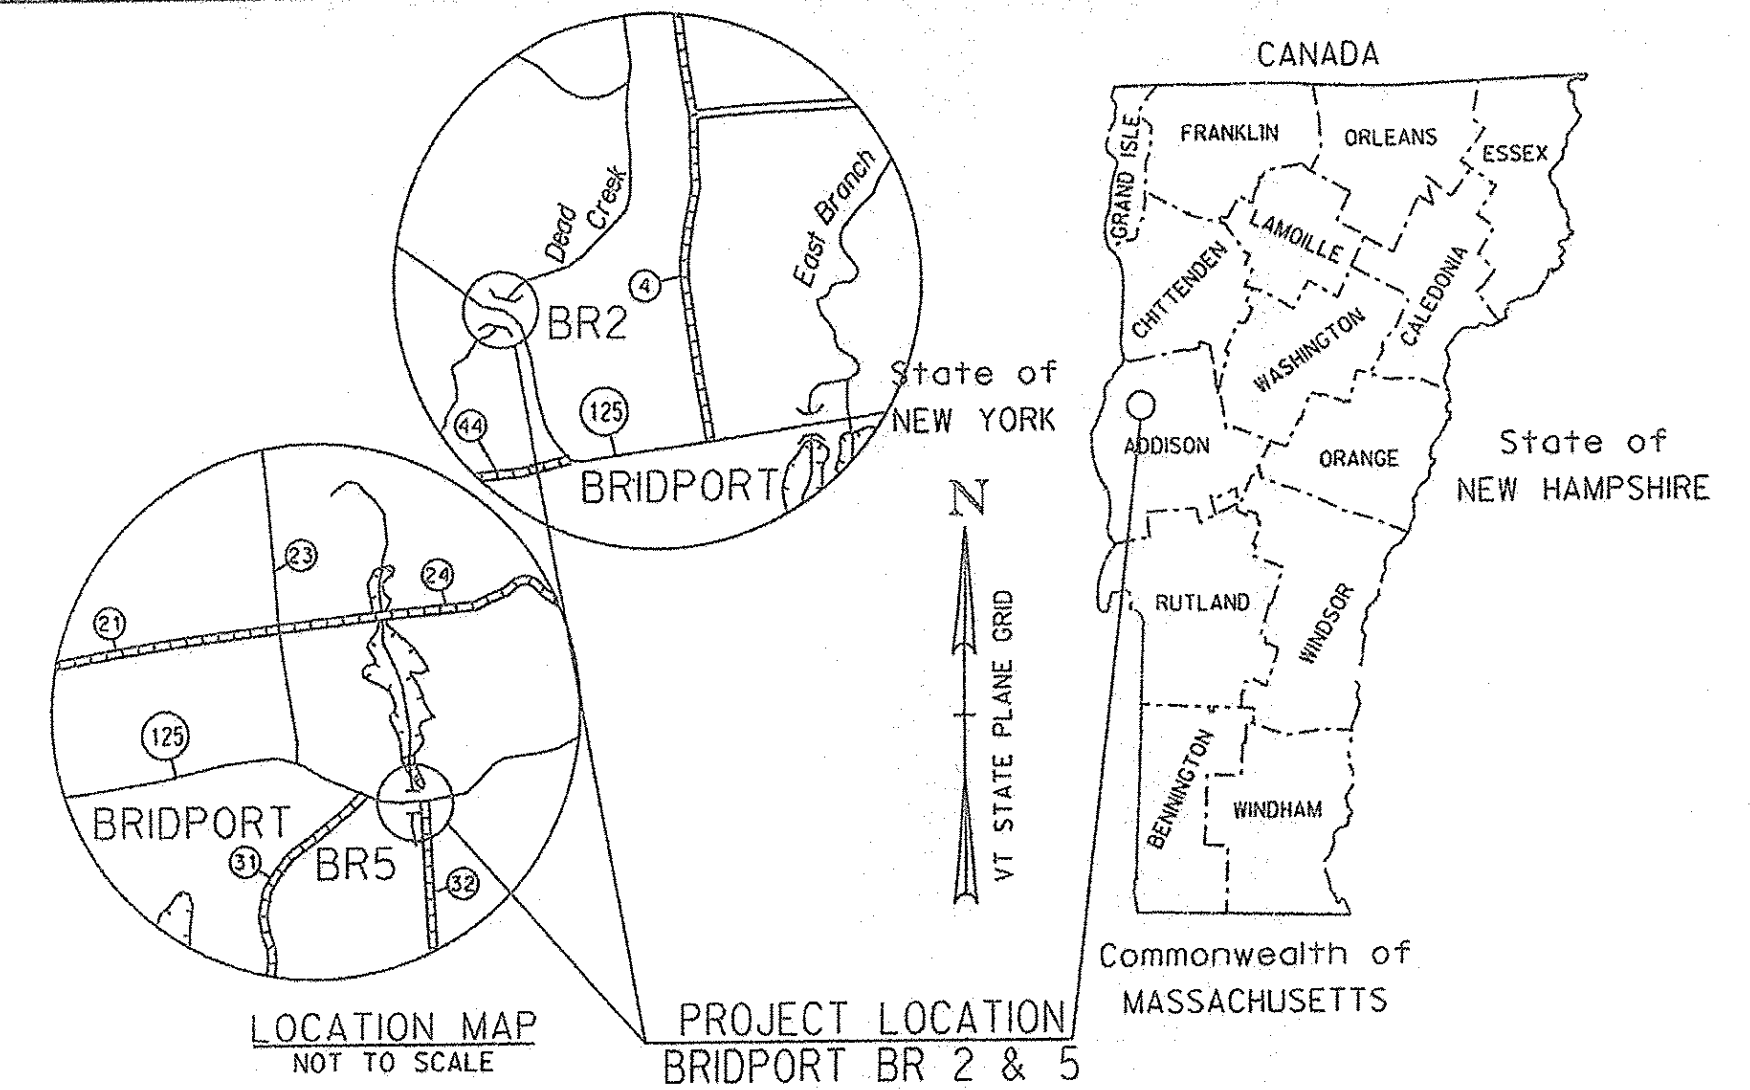 CANADA
GRAND ISLE
FRANKLIN
ORLEANS
ESSEX
LAMOILLE
CHITTENDEN
CALEDONIA
WASHINGTON
ADDISON
ORANGE
RUTLAND
WINDSOR
BENNINGTON
WINDHAM
State of
NEW YORK
State of
NEW HAMPSHIRE
Commonwealth of
MASSACHUSETTS
Dead Creek
East Branch
4
BR2
125
44
BRIDPORT
23
24
21
125
BRIDPORT
31
BR5
32
N
VT STATE PLANE GRID
LOCATION MAP
NOT TO SCALE
PROJECT LOCATION
BRIDPORT BR 2 & 5